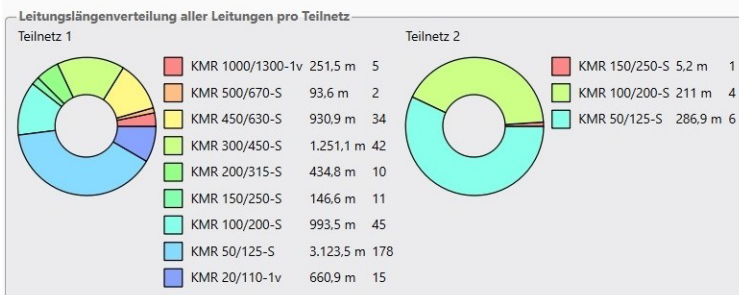 Leitungslängenverteilung aller Leitungen pro Teilnetz
Teilnetz 1
KMR 1000/1300-1v 251,5 m 5
KMR 500/670-S 93,6 m 2
KMR 450/630-S 930,9 m 34
KMR 300/450-S 1.251,1 m 42
KMR 200/315-S 434,8 m 10
KMR 150/250-S 146,6 m 11
KMR 100/200-S 993,5 m 45
KMR 50/125-S 3.123,5 m 178
KMR 20/110-1v 660,9 m 15
Teilnetz 2
KMR 150/250-S 5,2 m 1
KMR 100/200-S 211 m 4
KMR 50/125-S 286,9 m 6